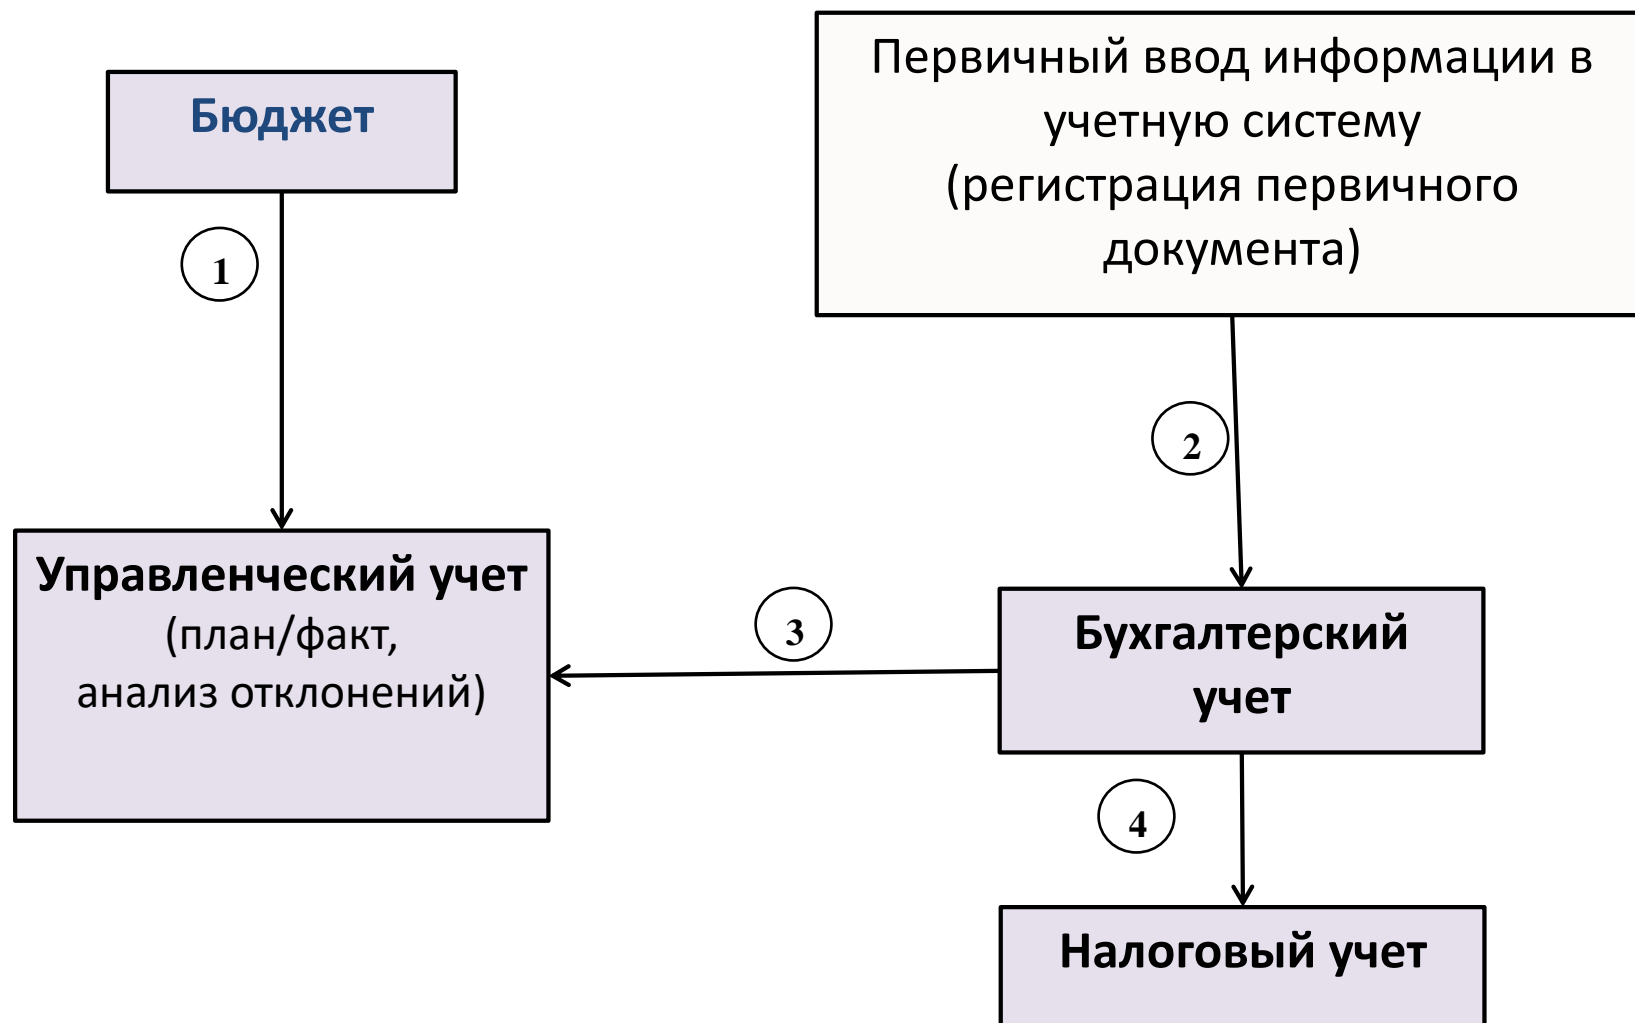 Бюджет
Первичный ввод информации в
учетную систему
(регистрация первичного
документа)
1
2
Управленческий учет
(план/факт,
анализ отклонений)
3
Бухгалтерский
учет
4
Налоговый учет